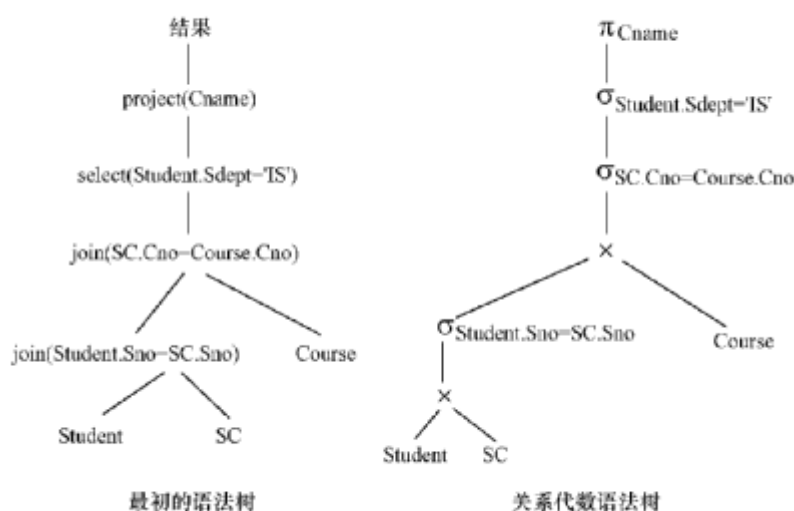 结果
project(Cname)
select(Student.Sdept='IS')
join(SC.Cno=Course.Cno)
join(Student.Sno=SC.Sno)
Course
Student
SC
最初的语法树
πCname
σStudent.Sdept='IS'
σSC.Cno=Course.Cno
×
σStudent.Sno=SC.Sno
Course
×
Student
SC
关系代数语法树